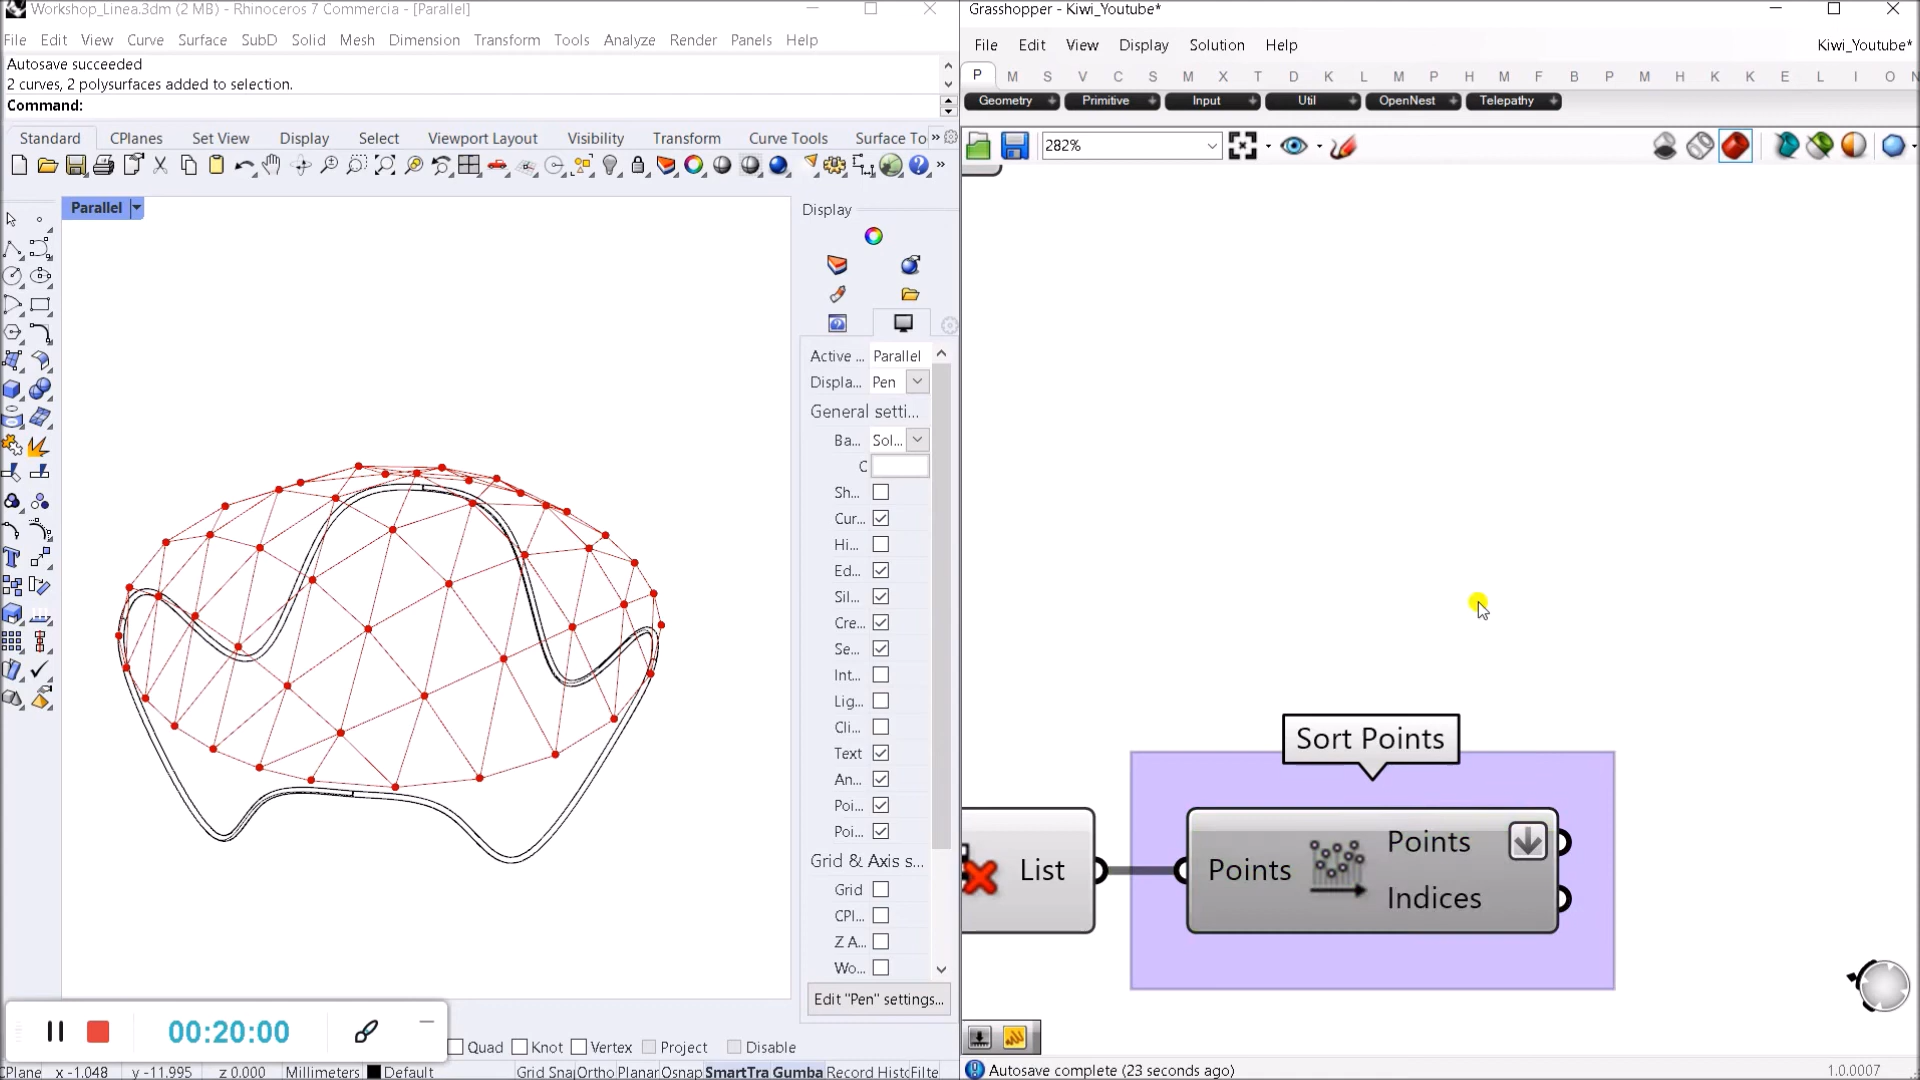 Workshop_Linea.3dm (2 MB) - Rhinoceros 7 Commercia - [Parallel]
File Edit View Curve Surface SubD Solid Mesh Dimension Transform Tools Analyze Render Panels Help
Autosave succeeded
2 curves, 2 polysurfaces added to selection.
Command:
Standard CPlanes Set View Display Select Viewport Layout Visibility Transform Curve Tools Surface To
Parallel
Display
Active ... Parallel
Displa... Pen
General setti...
Ba... Sol...
C
Sh...
Cur...
Hi...
Ed...
Sil...
Cre...
Se...
Int...
Lig...
Cli...
Text
An...
Poi...
Poi...
Grid & Axis s...
Grid
CPl...
Z A...
Wo...
Edit "Pen" settings...
00:20:00
Quad Knot Vertex Project Disable
CPlane x -1.048 y -11.995 z 0.000 Millimeters Default Grid Snap Ortho Planar Osnap SmartTra Gumba Record Histo Filte
Grasshopper - Kiwi_Youtube*
File Edit View Display Solution Help Kiwi_Youtube*
P M S V C S M X T D K L M P H M F B P M H K K E L I O N
Geometry Primitive Input Util OpenNest Telepathy
282%
Sort Points
List
Points
Points
Indices
Autosave complete (23 seconds ago) 1.0.0007